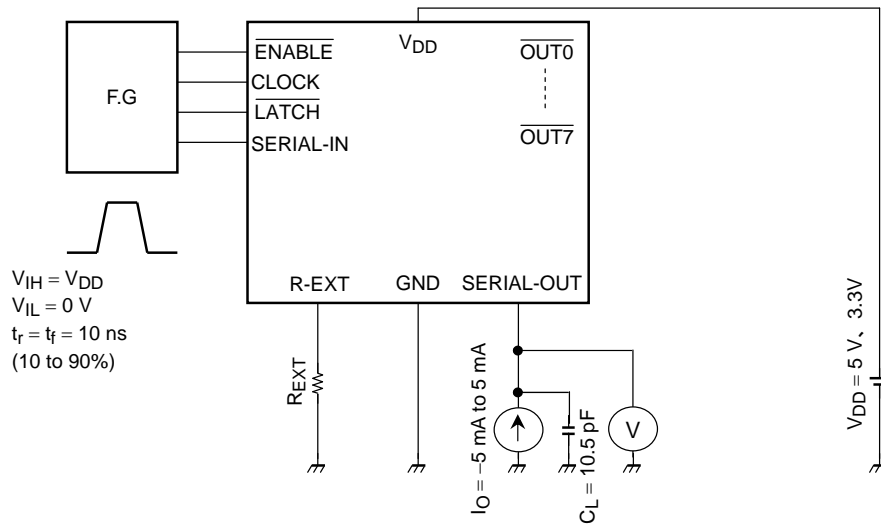 F.G
ENABLE
CLOCK
LATCH
SERIAL-IN
VDD
OUT0
OUT7
R-EXT
GND
SERIAL-OUT
VIH = VDD
VIL = 0 V
tr = tf = 10 ns
(10 to 90%)
REXT
IO = −5 mA to 5 mA
CL = 10.5 pF
V
VDD = 5 V、3.3V